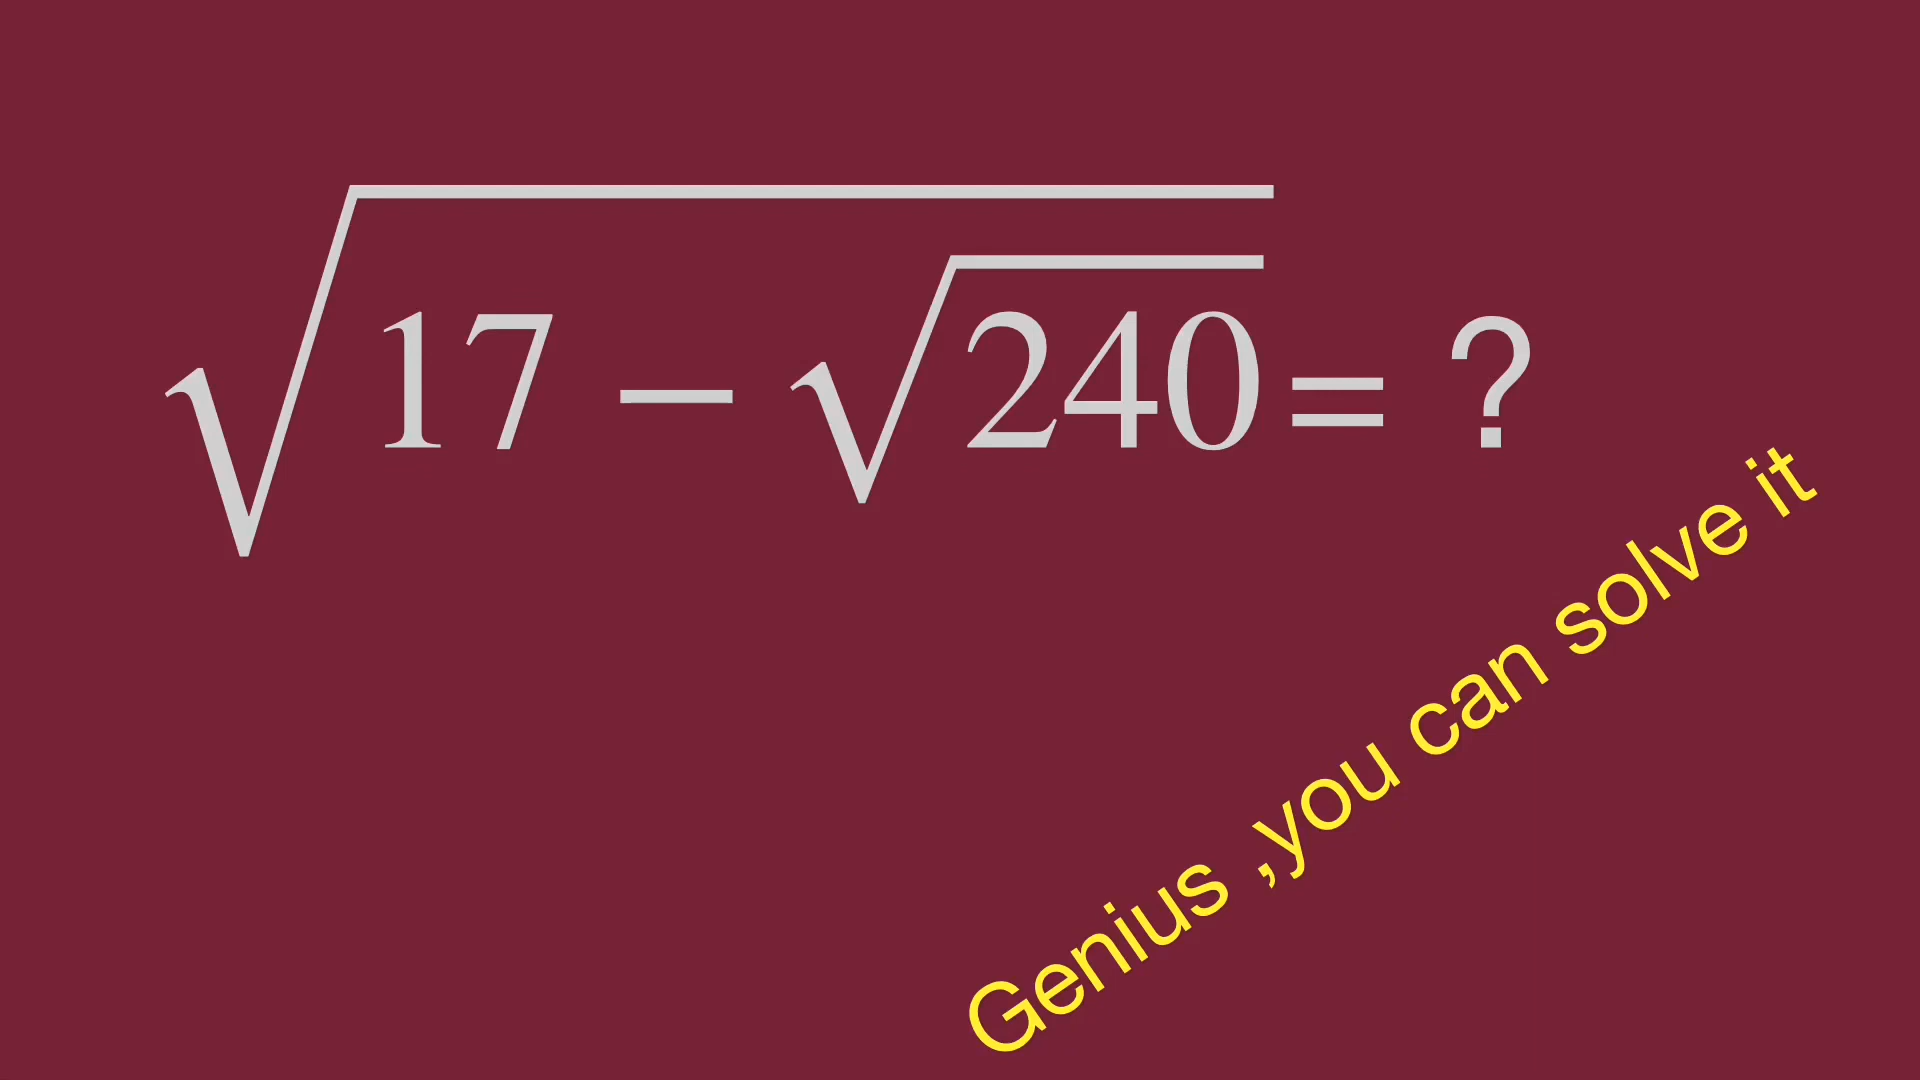 √(17 − √240) = ?
Genius ,you can solve it